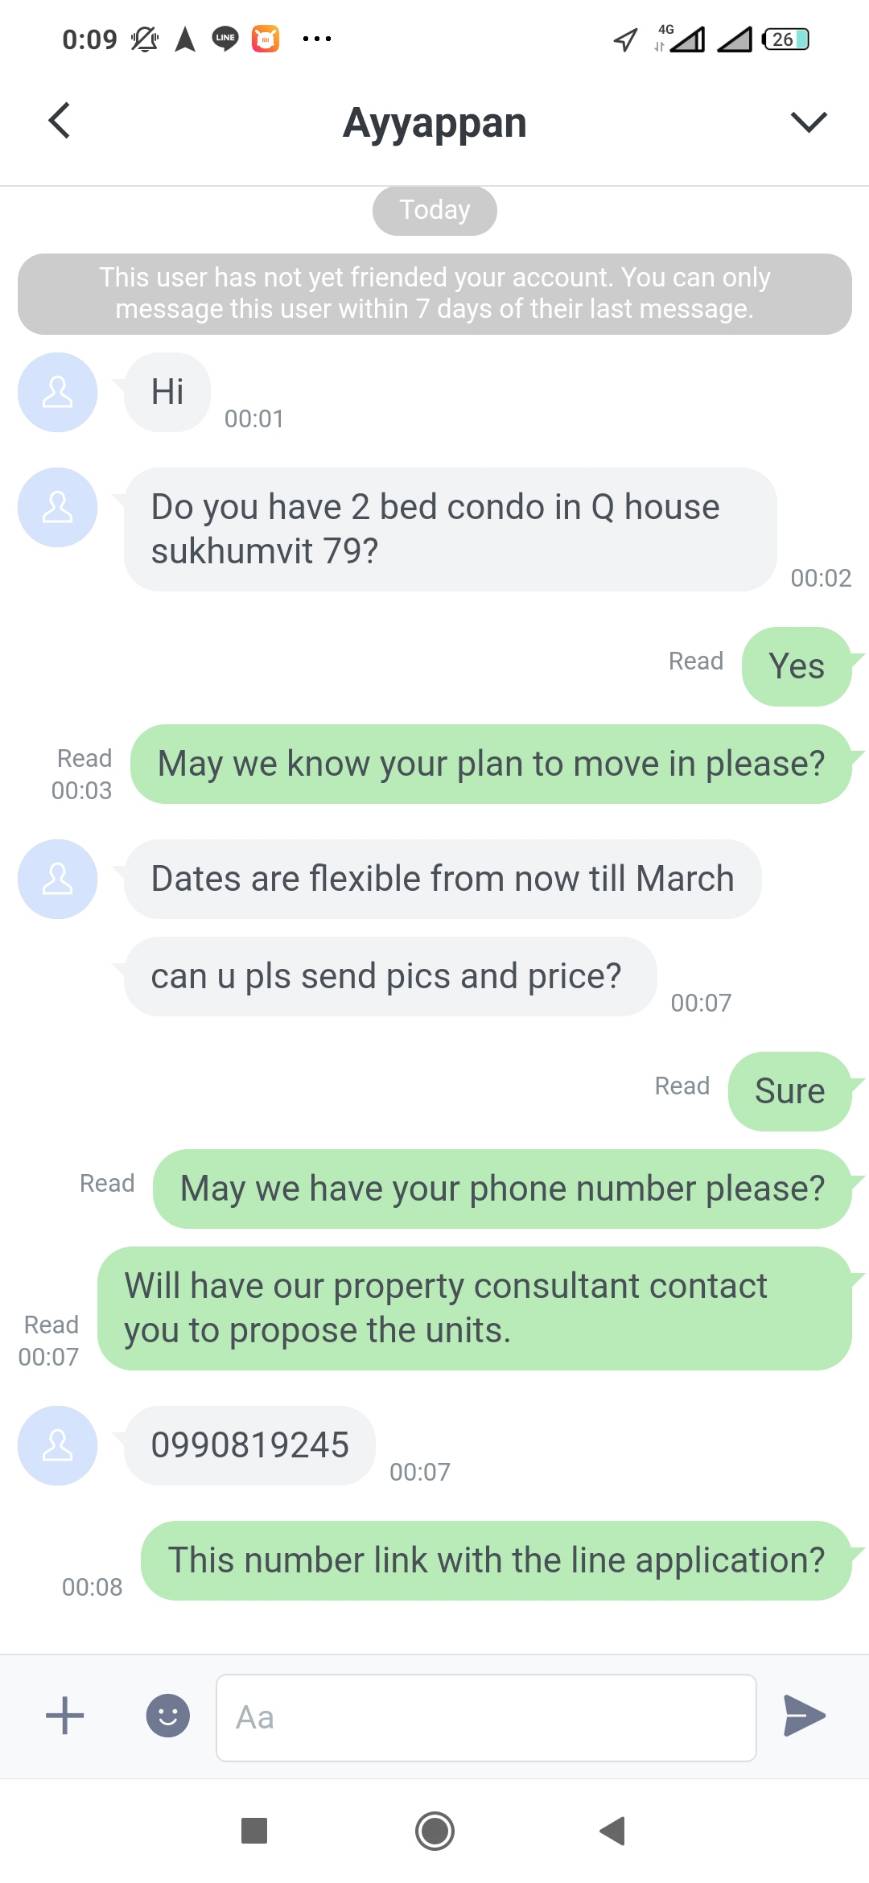 0:09 LINE ... 4G 26
Ayyappan
Today
This user has not yet friended your account. You can only
message this user within 7 days of their last message.
Hi
00:01
Do you have 2 bed condo in Q house
sukhumvit 79?
00:02
Read Yes
Read May we know your plan to move in please?
00:03
Dates are flexible from now till March
can u pls send pics and price?
00:07
Read Sure
Read May we have your phone number please?
Will have our property consultant contact
Read you to propose the units.
00:07
0990819245
00:07
This number link with the line application?
00:08
Aa